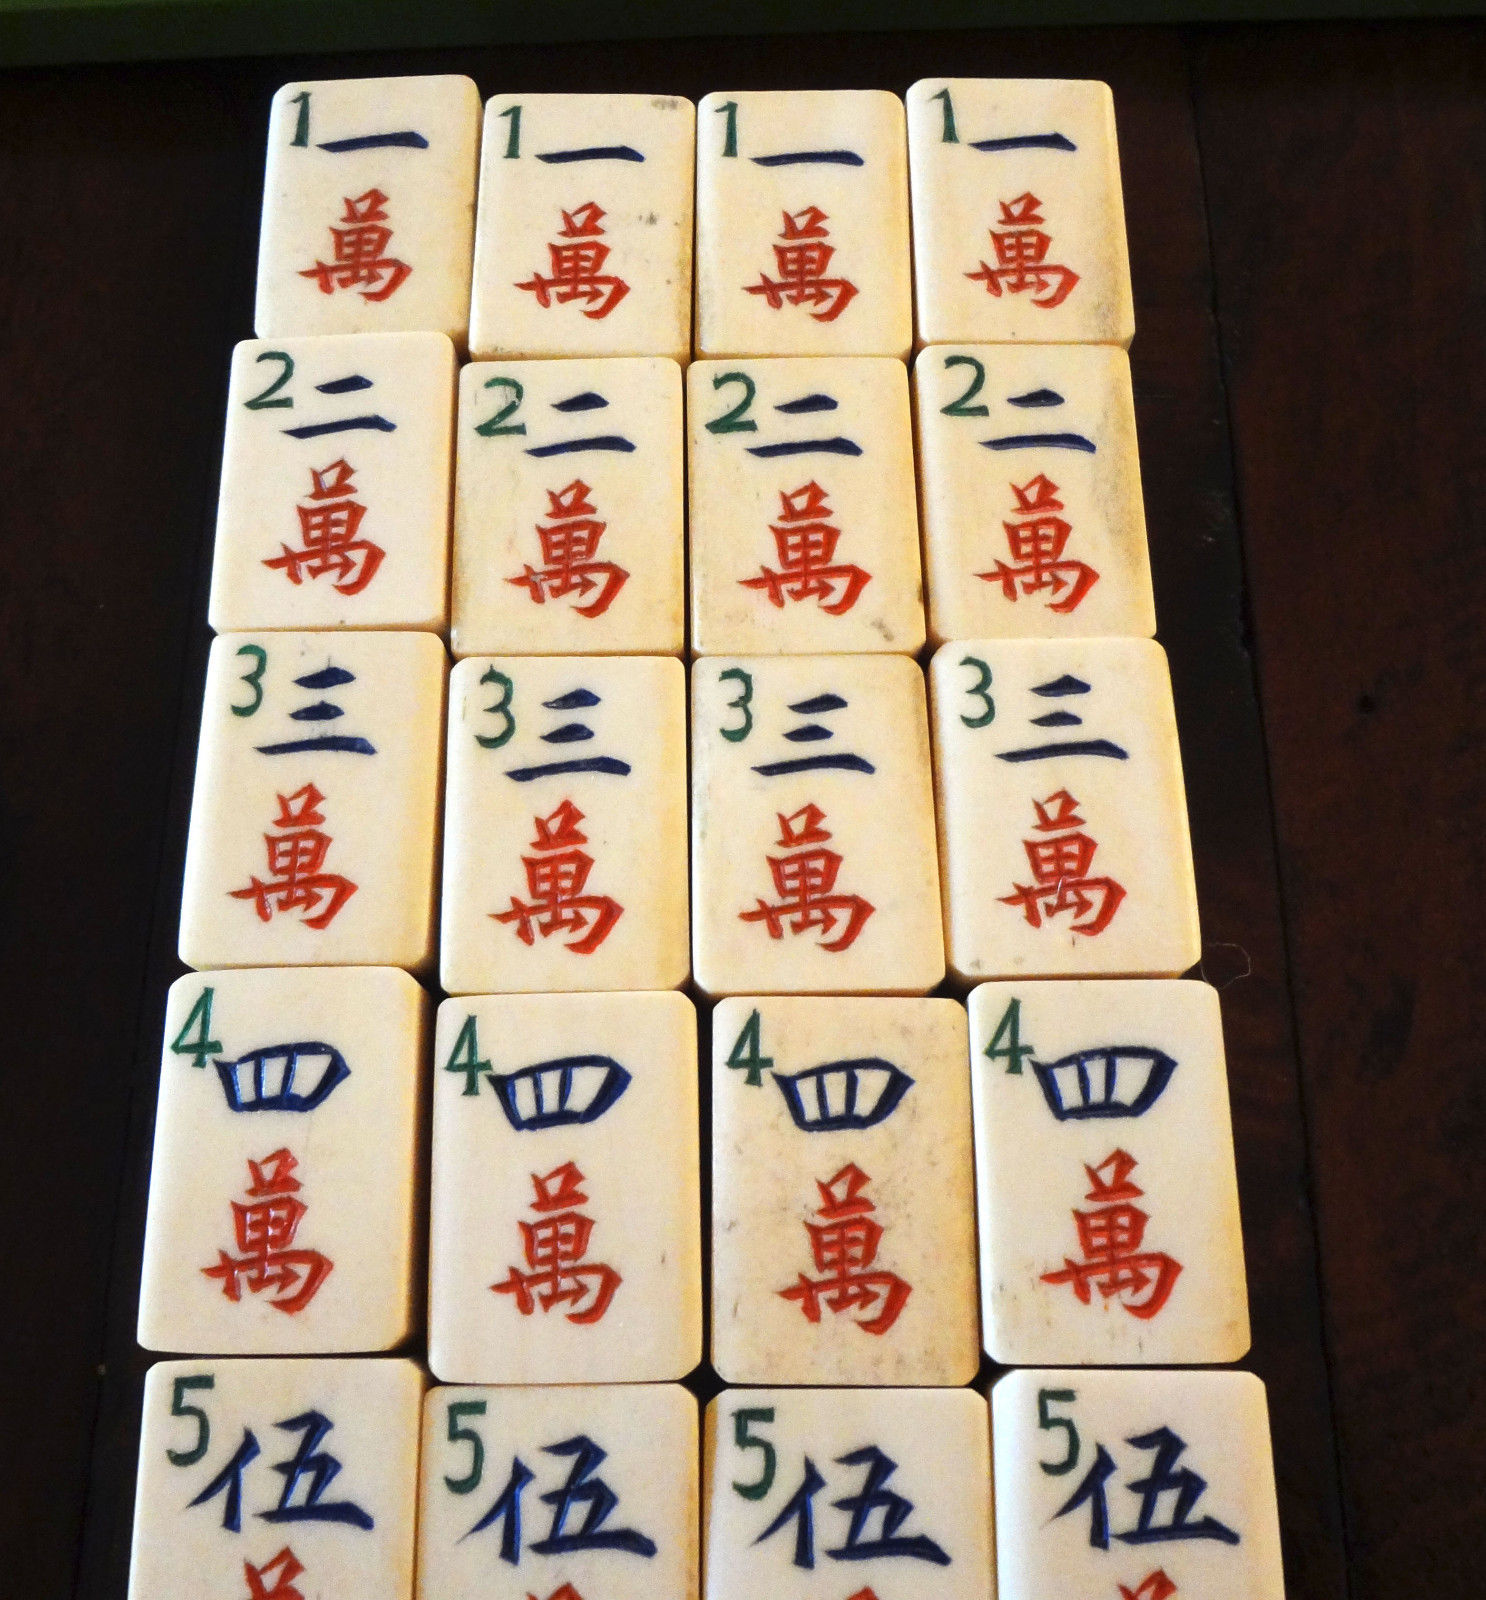 1一 1一 1一 1一
萬 萬 萬 萬
2二 2二 2二 2二
萬 萬 萬 萬
3三 3三 3三 3三
萬 萬 萬 萬
4四 4四 4四 4四
萬 萬 萬 萬
5伍 5伍 5伍 5伍